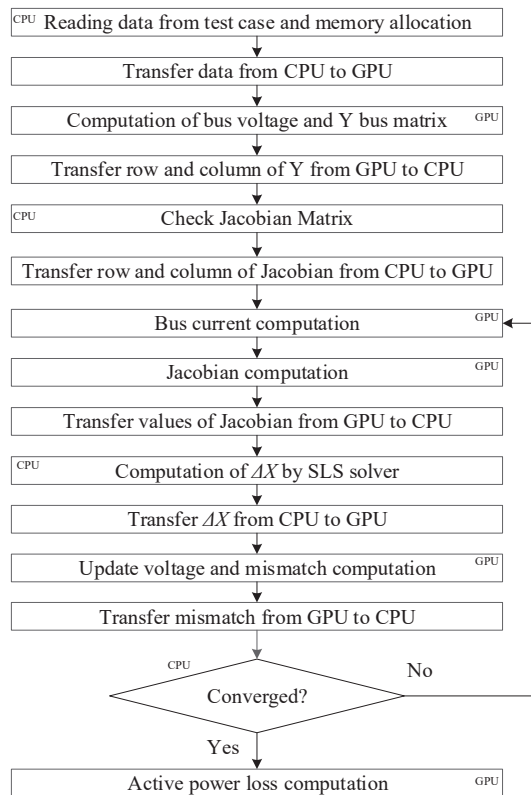 CPU Reading data from test case and memory allocation
Transfer data from CPU to GPU
Computation of bus voltage and Y bus matrix GPU
Transfer row and column of Y from GPU to CPU
CPU Check Jacobian Matrix
Transfer row and column of Jacobian from CPU to GPU
Bus current computation GPU
Jacobian computation GPU
Transfer values of Jacobian from GPU to CPU
CPU Computation of ΔX by SLS solver
Transfer ΔX from CPU to GPU
Update voltage and mismatch computation GPU
Transfer mismatch from GPU to CPU
CPU
Converged?
No
Yes
Active power loss computation GPU